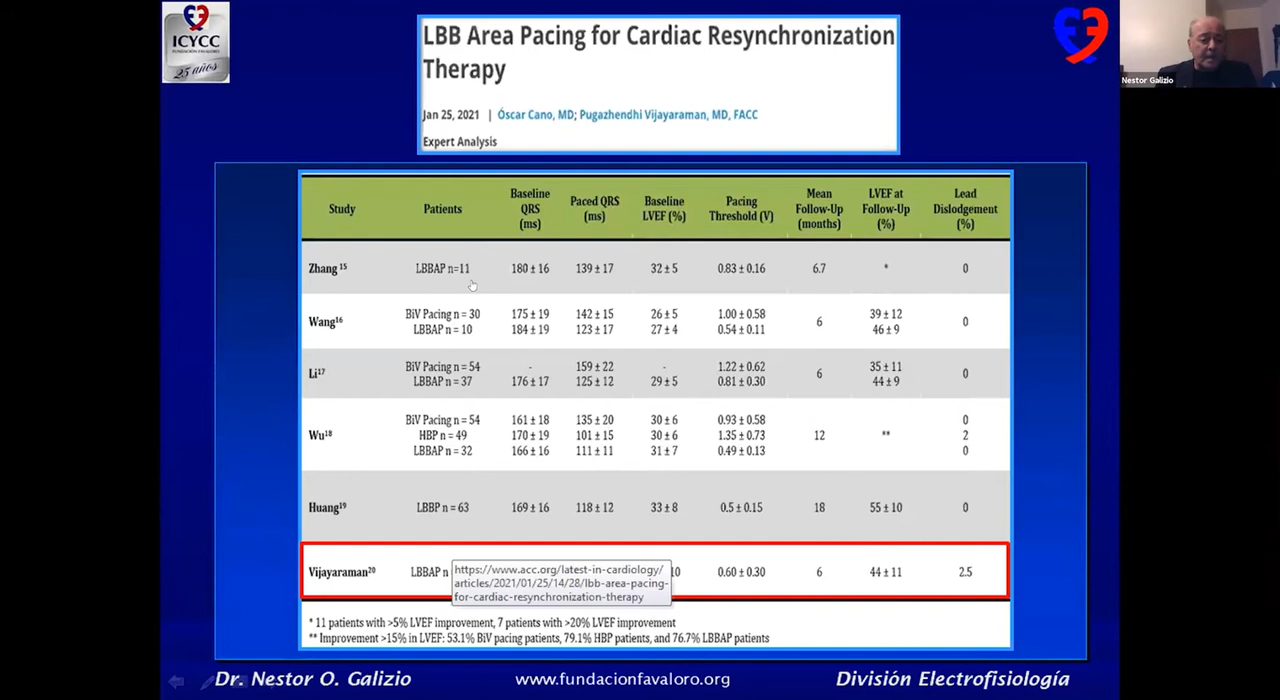 ICYCC
FUNDACIÓN FAVALORO
25 años
LBB Area Pacing for Cardiac Resynchronization
Therapy
Jan 25, 2021 | Óscar Cano, MD; Pugazhendhi Vijayaraman, MD, FACC
Expert Analysis
Nestor Galizio
Study Patients Baseline QRS (ms) Paced QRS (ms) Baseline LVEF (%) Pacing Threshold (V) Mean Follow-Up (months) LVEF at Follow-Up (%) Lead Dislodgement (%)
Zhang 15 LBBAP n=11 180 ± 16 139 ± 17 32 ± 5 0.83 ± 0.16 6.7 * 0
Wang16 BiV Pacing n = 30 175 ± 19 142 ± 15 26 ± 5 1.00 ± 0.58 6 39 ± 12 0
LBBAP n = 10 184 ± 19 123 ± 17 27 ± 4 0.54 ± 0.11 46 ± 9
Li17 BiV Pacing n = 54 - 159 ± 22 - 1.22 ± 0.62 6 35 ± 11 0
LBBAP n = 37 176 ± 17 125 ± 12 29 ± 5 0.81 ± 0.30 44 ± 9
BiV Pacing n = 54 161 ± 18 135 ± 20 30 ± 6 0.93 ± 0.58 0
Wu18 HBP n = 49 170 ± 19 101 ± 15 30 ± 6 1.35 ± 0.73 12 ** 2
LBBAP n = 32 166 ± 16 111 ± 11 31 ± 7 0.49 ± 0.13 0
Huang19 LBBP n = 63 169 ± 16 118 ± 12 33 ± 8 0.5 ± 0.15 18 55 ± 10 0
Vijayaraman20 LBBAP n 10 0.60 ± 0.30 6 44 ± 11 2.5
https://www.acc.org/latest-in-cardiology/
articles/2021/01/25/14/28/lbb-area-pacing-
for-cardiac-resynchronization-therapy
* 11 patients with >5% LVEF improvement, 7 patients with >20% LVEF improvement
** Improvement >15% in LVEF: 53.1% BiV pacing patients, 79.1% HBP patients, and 76.7% LBBAP patients
Dr. Nestor O. Galizio www.fundacionfavaloro.org División Electrofisiología